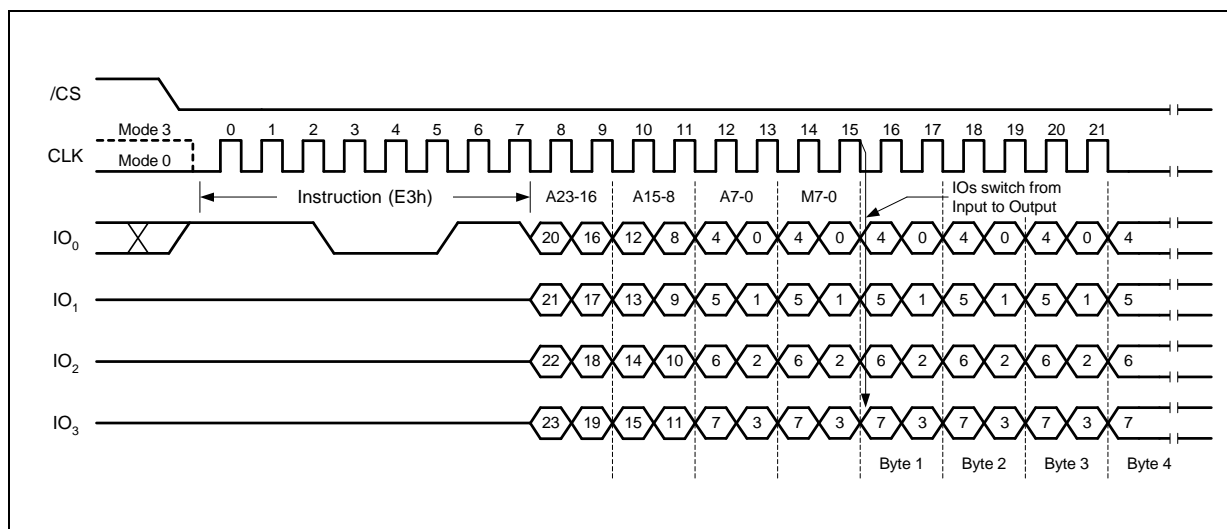 /CS
Mode 3 0 1 2 3 4 5 6 7 8 9 10 11 12 13 14 15 16 17 18 19 20 21
CLK
Mode 0
Instruction (E3h) A23-16 A15-8 A7-0 M7-0 IOs switch from
Input to Output
IO0 20 16 12 8 4 0 4 0 4 0 4 0 4 0 4
IO1 21 17 13 9 5 1 5 1 5 1 5 1 5 1 5
IO2 22 18 14 10 6 2 6 2 6 2 6 2 6 2 6
IO3 23 19 15 11 7 3 7 3 7 3 7 3 7 3 7
Byte 1 Byte 2 Byte 3 Byte 4